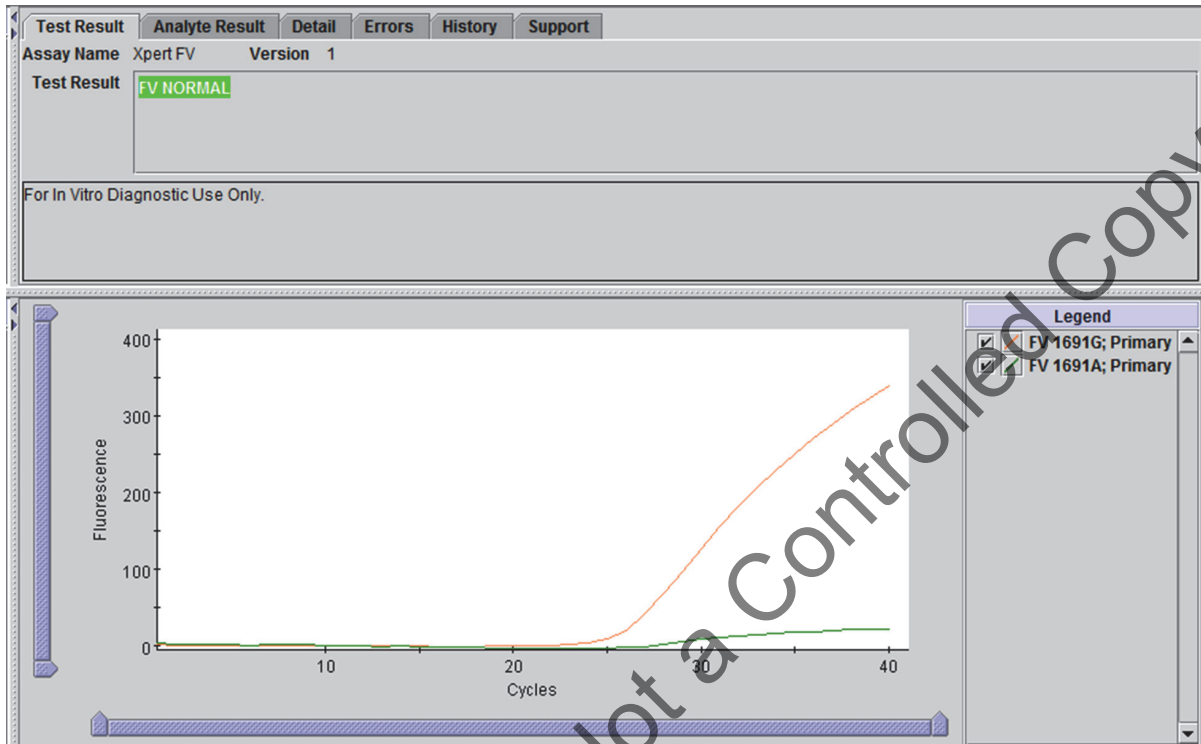 Test Result Analyte Result Detail Errors History Support
Assay Name Xpert FV Version 1
Test Result FV NORMAL
For In Vitro Diagnostic Use Only.
Legend
FV 1691G; Primary
FV 1691A; Primary
400
300
200
100
0
Fluorescence
10 20 30 40
Cycles
Not a Controlled Copy